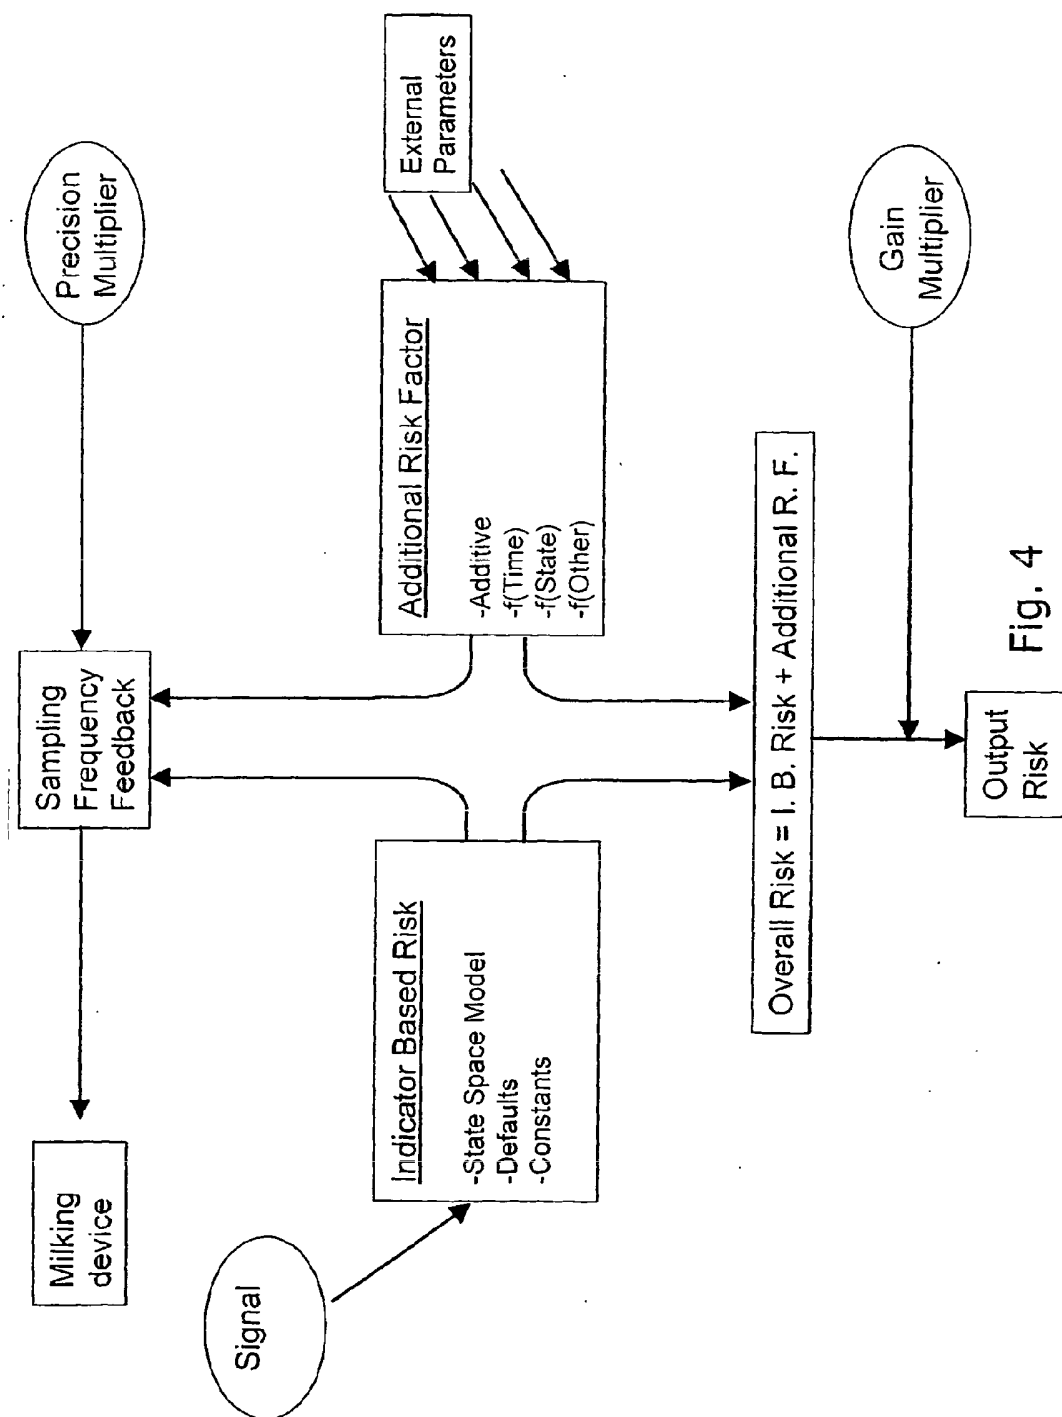 Milking
device
Sampling
Frequency
Feedback
Precision
Multiplier
Signal
Indicator Based Risk
-State Space Model
-Defaults
-Constants
Additional Risk Factor
-Additive
-f(Time)
-f(State)
-f(Other)
External
Parameters
Overall Risk = I. B. Risk + Additional R. F.
Gain
Multiplier
Output
Risk
Fig. 4